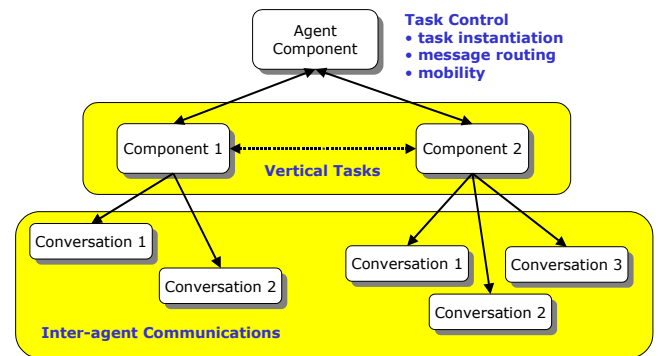 Agent
Component
Task Control
• task instantiation
• message routing
• mobility
Component 1
Component 2
Vertical Tasks
Conversation 1
Conversation 2
Conversation 1
Conversation 3
Conversation 2
Inter-agent Communications